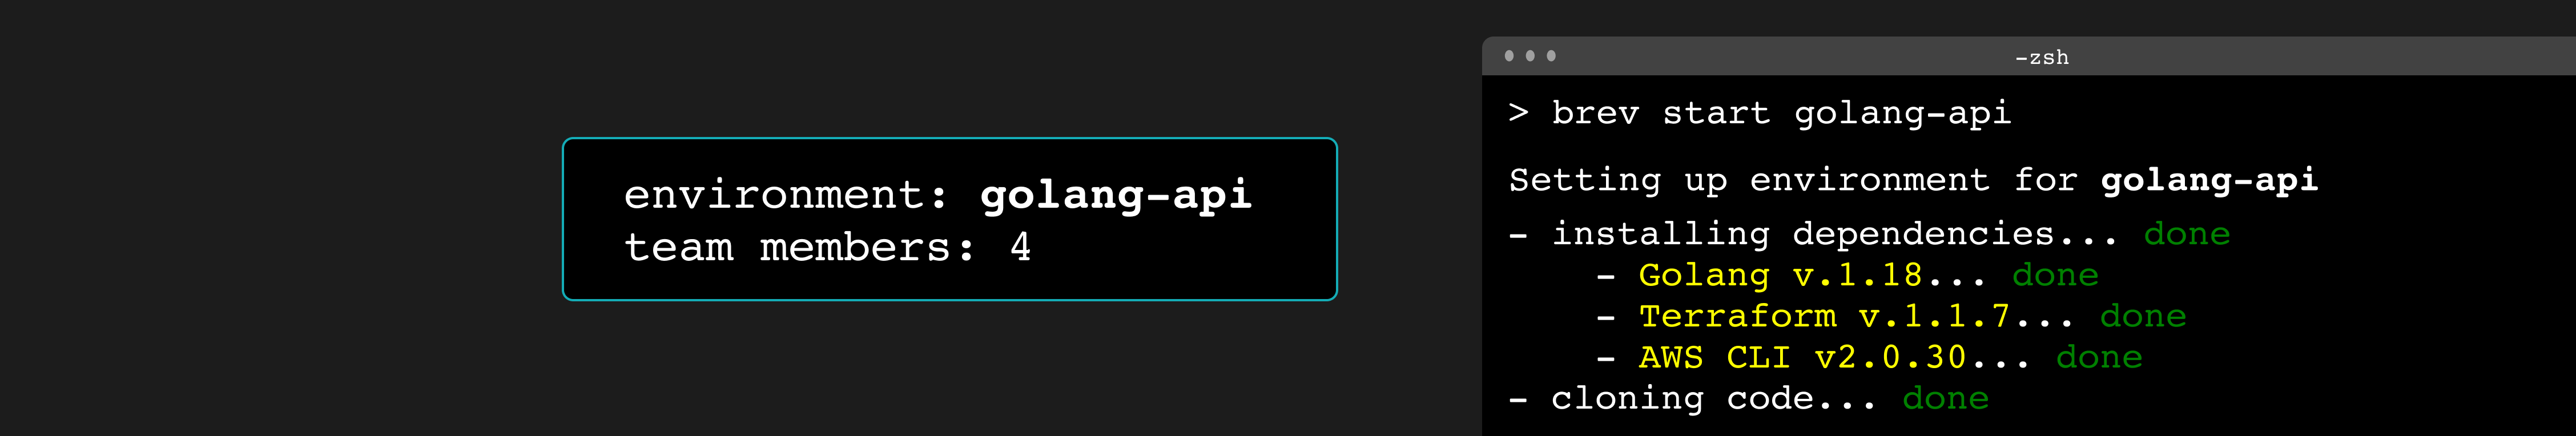 environment: golang-api
team members: 4
-zsh
> brev start golang-api
Setting up environment for golang-api
- installing dependencies... done
- Golang v.1.18... done
- Terraform v.1.1.7... done
- AWS CLI v2.0.30... done
- cloning code... done